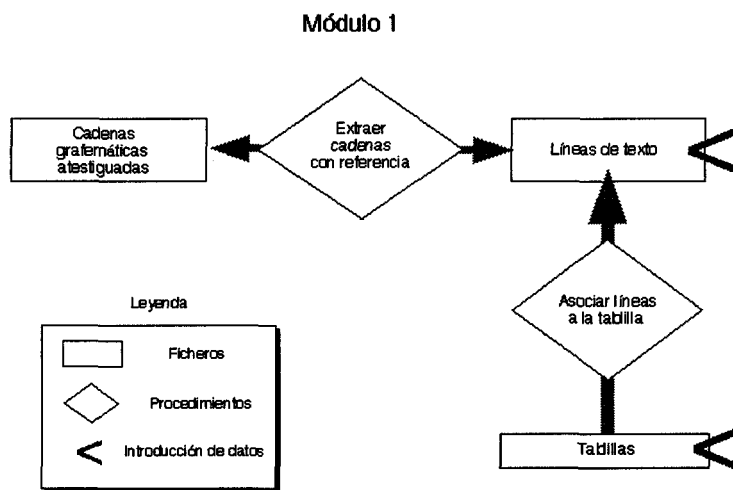 Módulo 1
Cadenas
grafemáticas
atestiguadas
Extraer
cadenas
con referencia
Líneas de texto
Asociar líneas
a la tablilla
Tablillas
Leyenda
Ficheros
Procedimientos
Introducción de datos